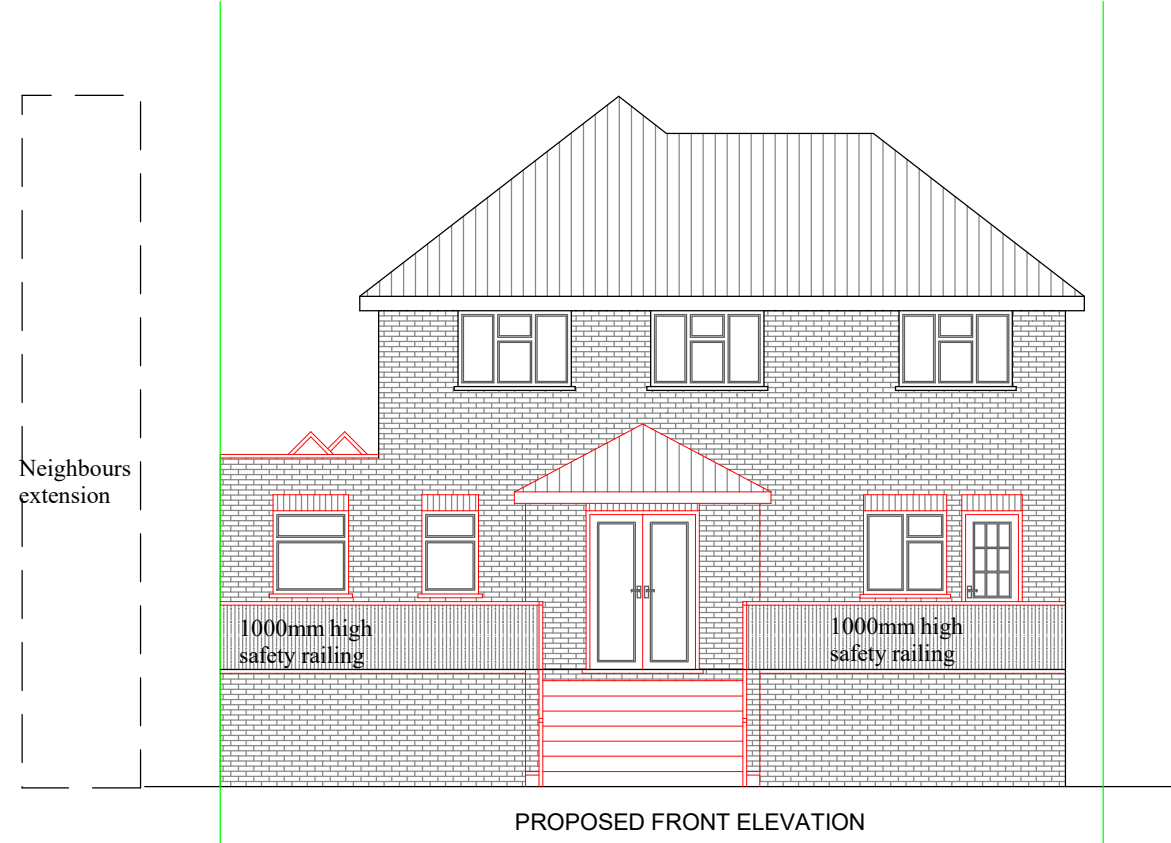 Neighbours
extension
1000mm high
safety railing
1000mm high
safety railing
PROPOSED FRONT ELEVATION